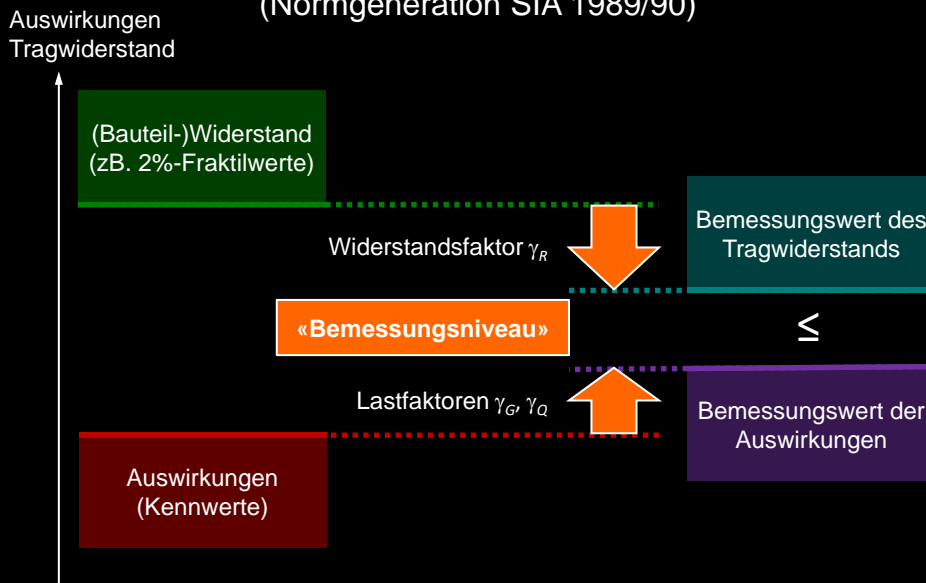 (Normgeneration SIA 1989/90)
Auswirkungen
Tragwiderstand
(Bauteil-)Widerstand
(zB. 2%-Fraktilwerte)
Widerstandsfaktor γR
Bemessungswert des
Tragwiderstands
«Bemessungsniveau»
≤
Lastfaktoren γG, γQ
Bemessungswert der
Auswirkungen
Auswirkungen
(Kennwerte)